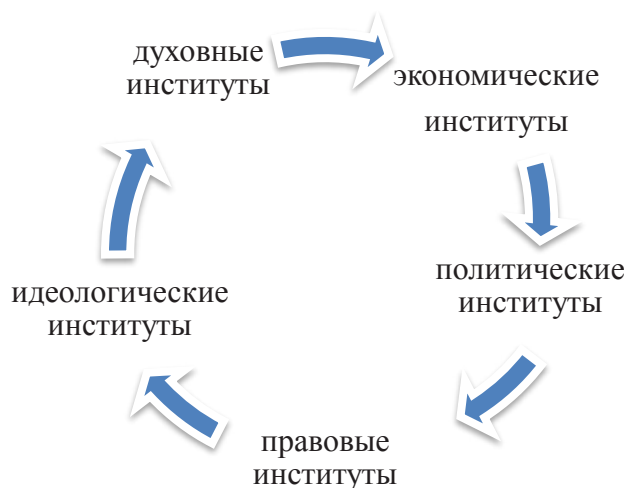 духовные
институты
экономические
институты
политические
институты
правовые
институты
идеологические
институты